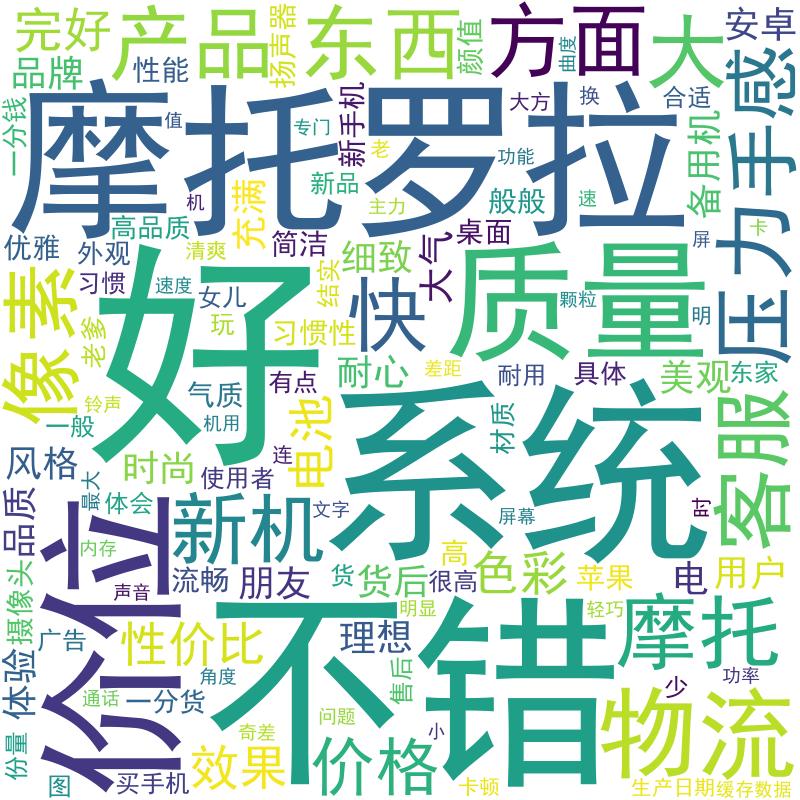 完好
产品
东西
方面
大
安卓
扬声器
颜值
曲度
品牌
性能
一分钱
摩托罗拉
值
专门
老
新手机
大方
换
合适
备用机
压力手感
机
新品
主力
功能
般般
速
屏
卡
高品质
充满
清爽
简洁
细致
大气
桌面
优雅
外观
习惯
速度
女儿
结实
像素
好
快
质量
颗粒
明
老爹
玩
习惯性
铃声
气质
有点
耐心
差距
耐用
具体
美观
东家
一般
机用
电池
系统
材质
客服
风格
时尚
使用者
连
品质
最大
体会
新机
文字
屏幕
时
价位
内存
声音
流畅
朋友
货
货后
很高
高
色彩
苹果
电
用户
摄像头
广告
不错
明显
轻巧
摩托
体验
性价比
理想
角度
售后
少
功率
通话
一分货
物流
份量
奇差
问题
小
图
买手机
效果
价格
卡顿
生产日期
缓存数据